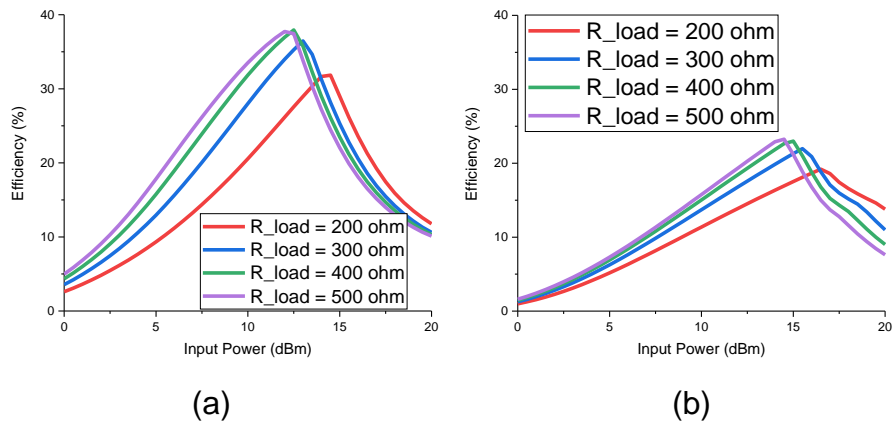 40
30
20
10
0
Efficiency (%)
R_load = 200 ohm
R_load = 300 ohm
R_load = 400 ohm
R_load = 500 ohm
0 5 10 15 20
Input Power (dBm)
(a)
40
30
20
10
0
Efficiency (%)
R_load = 200 ohm
R_load = 300 ohm
R_load = 400 ohm
R_load = 500 ohm
0 5 10 15 20
Input Power (dBm)
(b)